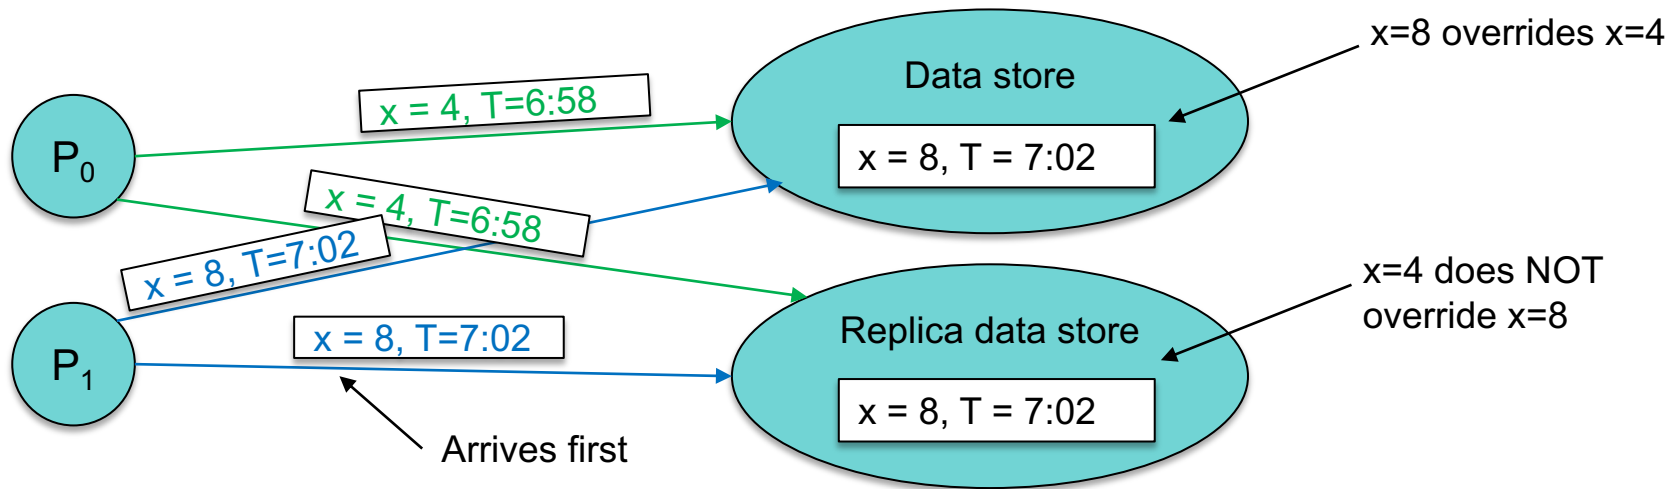 x=8 overrides x=4
Data store
x = 4, T=6:58
x = 8, T = 7:02
P₀
x = 4, T=6:58
x = 8, T=7:02
x=4 does NOT
override x=8
Replica data store
x = 8, T=7:02
P₁
x = 8, T = 7:02
Arrives first